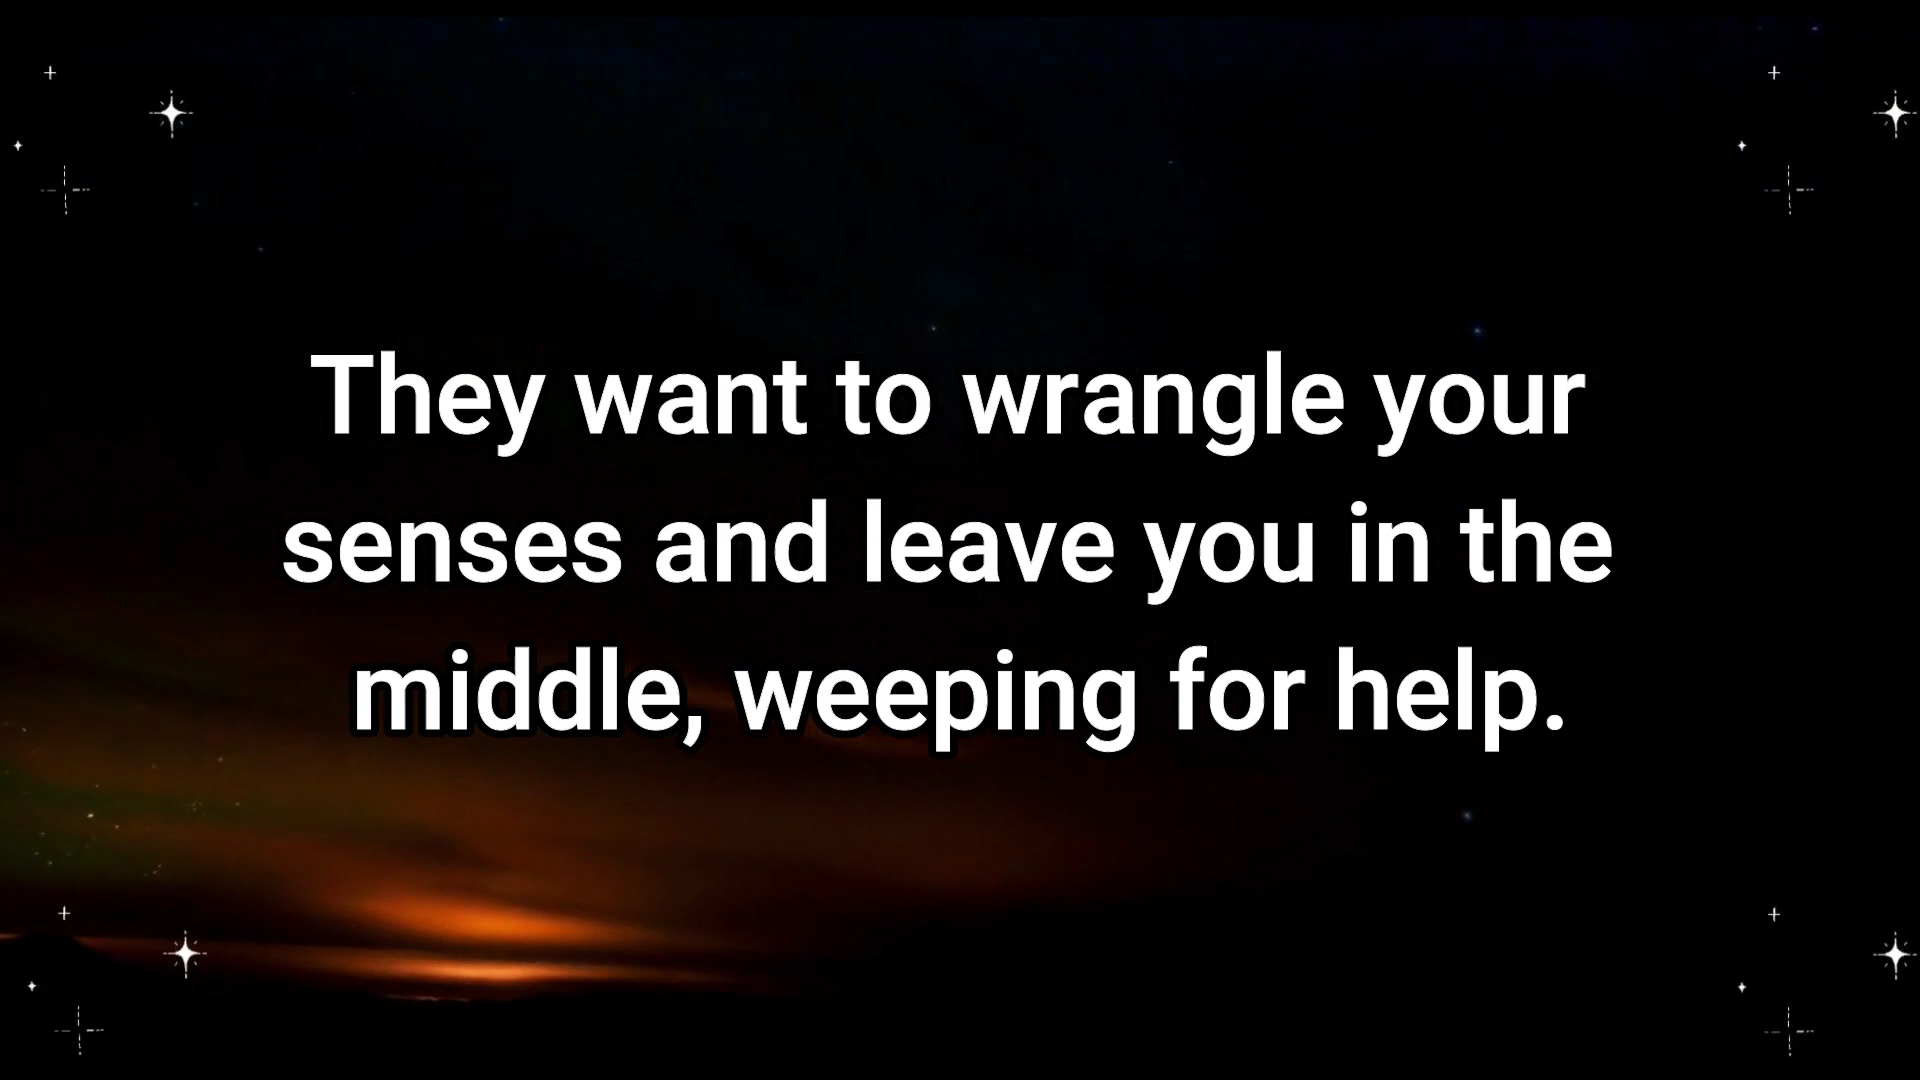 They want to wrangle your
senses and leave you in the
middle, weeping for help.